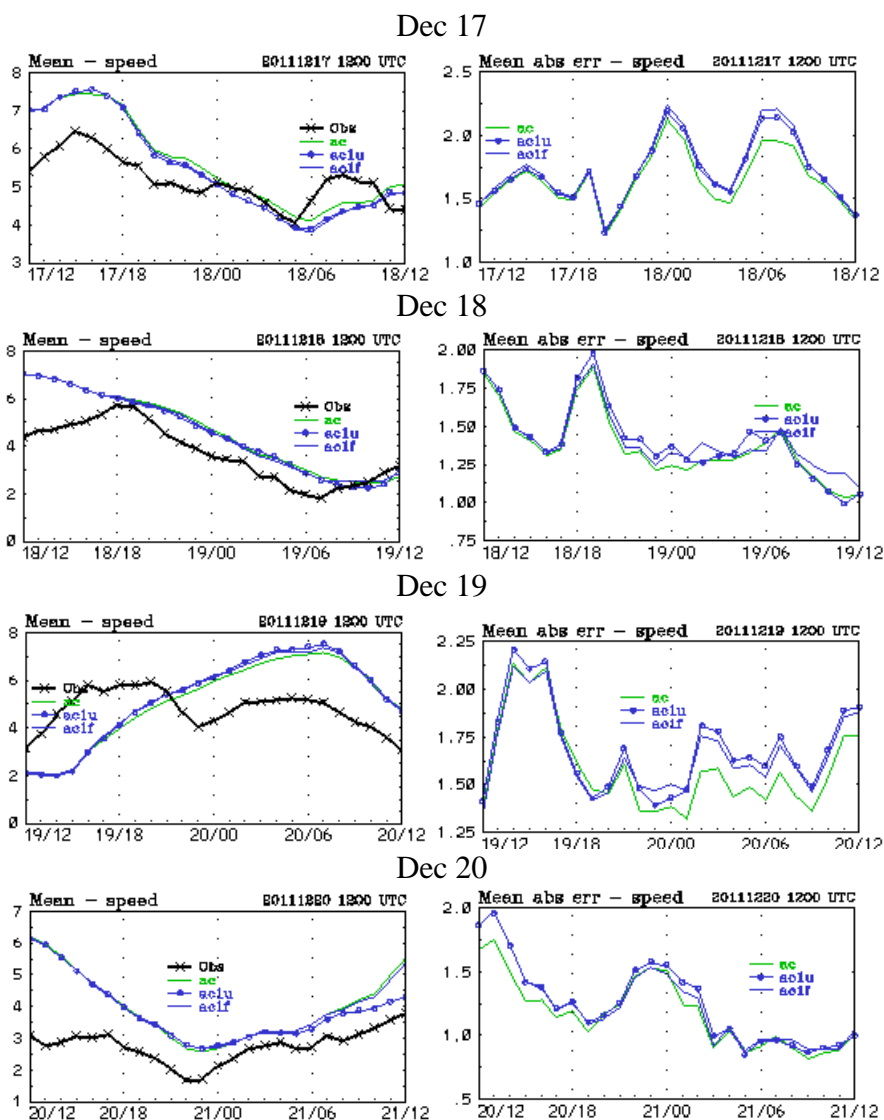 Dec 17
Mean − speed 20111217 1200 UTC
8
7
6
5
4
3
Obs
ac
aclu
aclf
17/12 17/18 18/00 18/06 18/12
Mean abs err − speed 20111217 1200 UTC
2.5
2.0
1.5
1.0
ac
aclu
aclf
17/12 17/18 18/00 18/06 18/12
Dec 18
Mean − speed 20111218 1200 UTC
8
6
4
2
0
Obs
ac
aclu
aclf
18/12 18/18 19/00 19/06 19/12
Mean abs err − speed 20111218 1200 UTC
2.00
1.75
1.50
1.25
1.00
.75
ac
aclu
aclf
18/12 18/18 19/00 19/06 19/12
Dec 19
Mean − speed 20111219 1200 UTC
8
6
4
2
0
Obs
ac
aclu
aclf
19/12 19/18 20/00 20/06 20/12
Mean abs err − speed 20111219 1200 UTC
2.25
2.00
1.75
1.50
1.25
ac
aclu
aclf
19/12 19/18 20/00 20/06 20/12
Dec 20
Mean − speed 20111220 1200 UTC
7
6
5
4
3
2
1
Obs
ac
aclu
aclf
20/12 20/18 21/00 21/06 21/12
Mean abs err − speed 20111220 1200 UTC
2.0
1.5
1.0
.5
ac
aclu
aclf
20/12 20/18 21/00 21/06 21/12